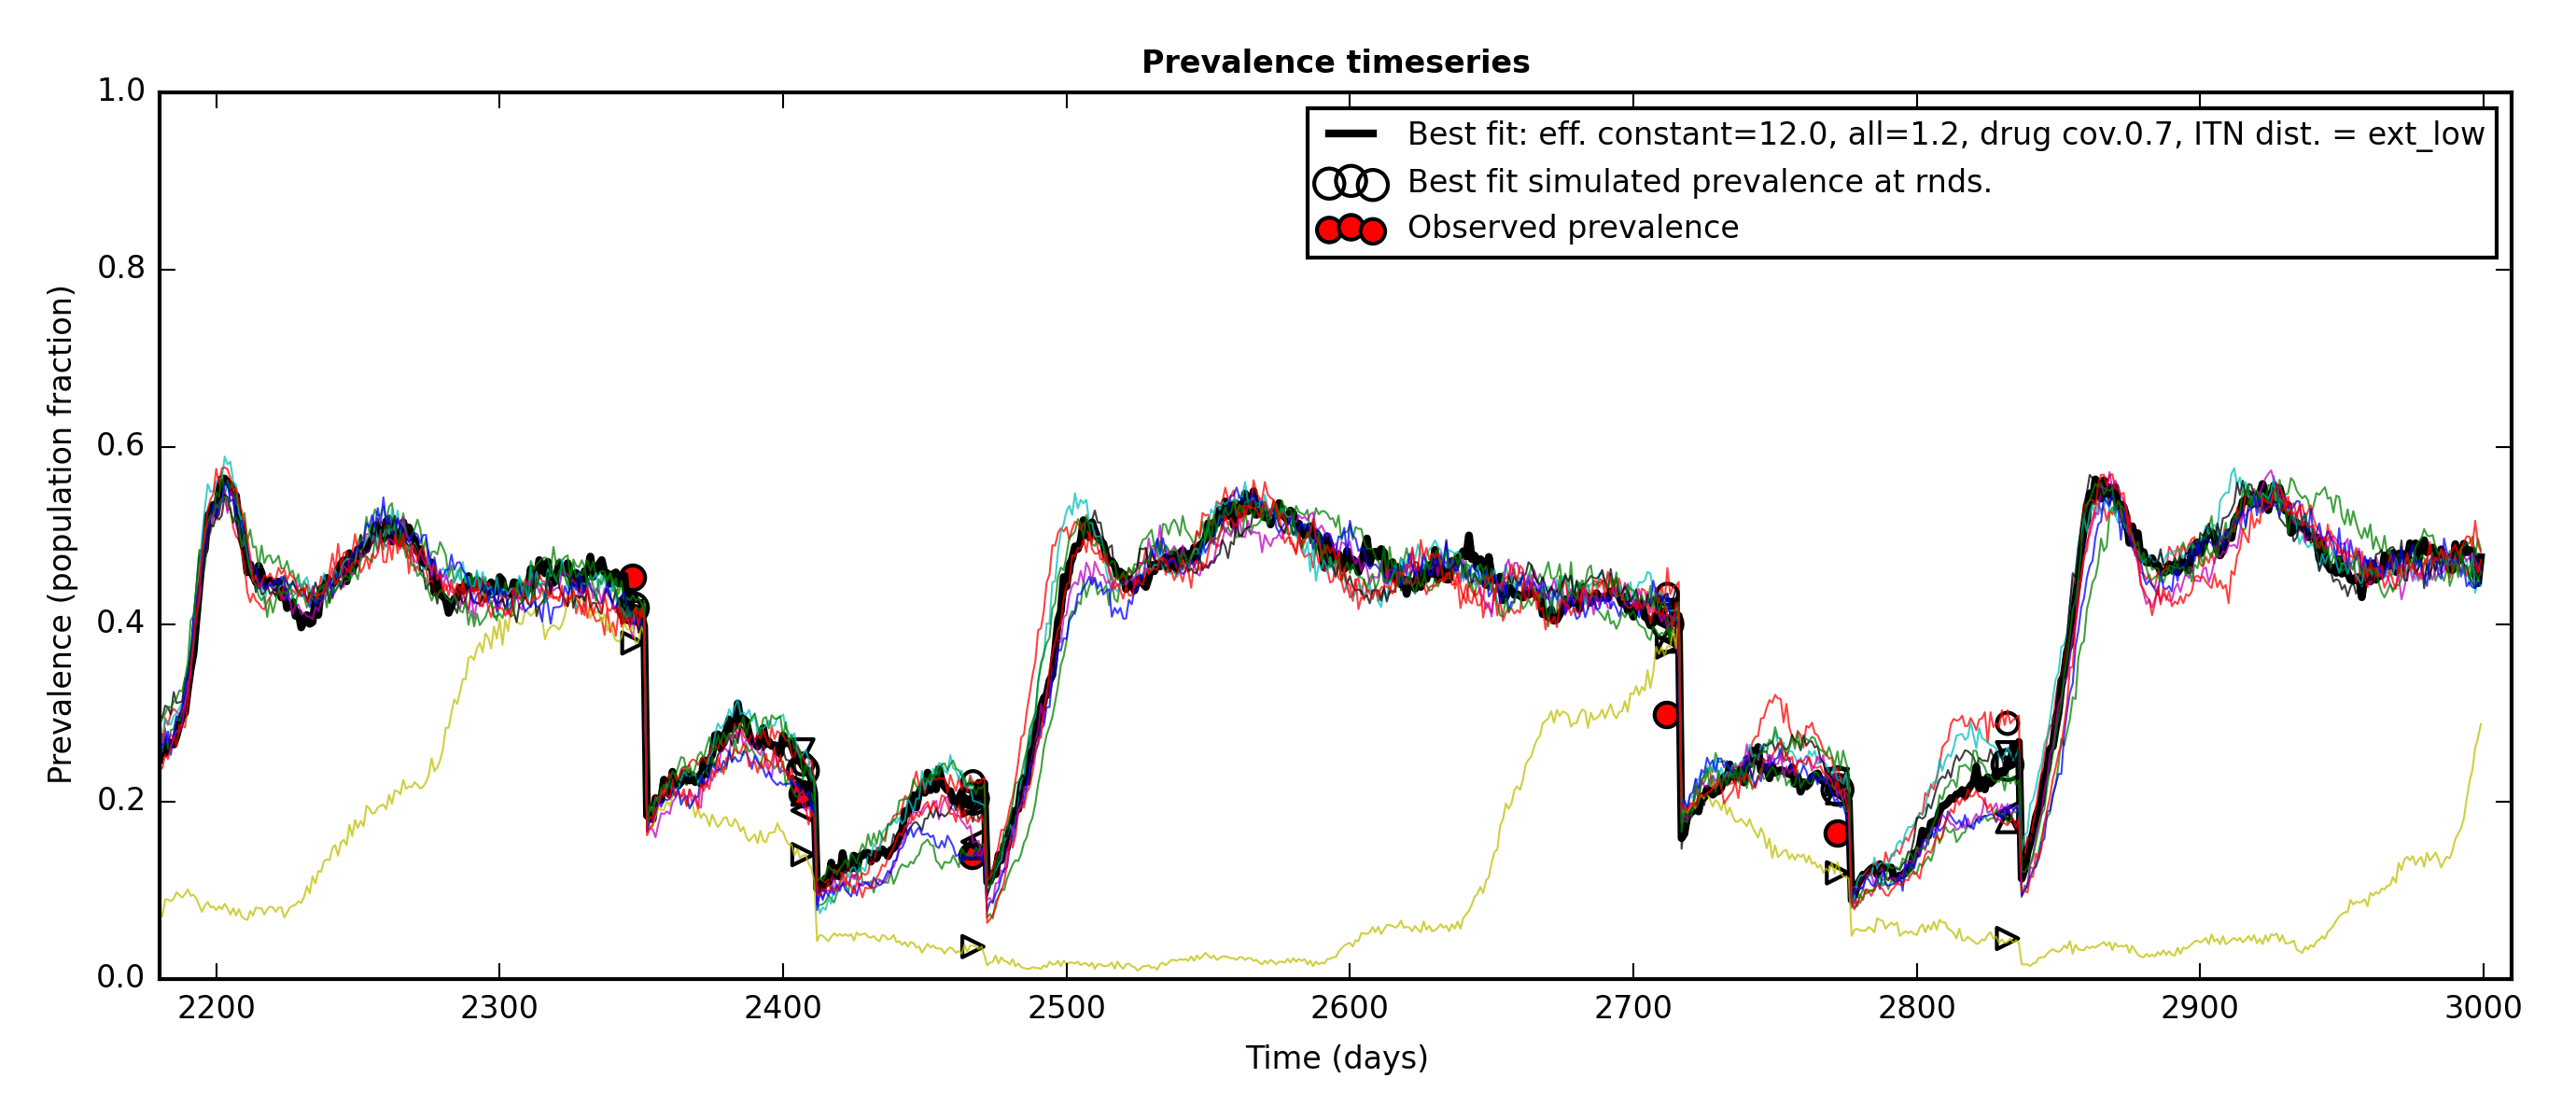 Prevalence timeseries
Best fit: eff. constant=12.0, all=1.2, drug cov.0.7, ITN dist. = ext_low
Best fit simulated prevalence at rnds.
Observed prevalence
Prevalence (population fraction)
1.0
0.8
0.6
0.4
0.2
0.0
2200 2300 2400 2500 2600 2700 2800 2900 3000
Time (days)